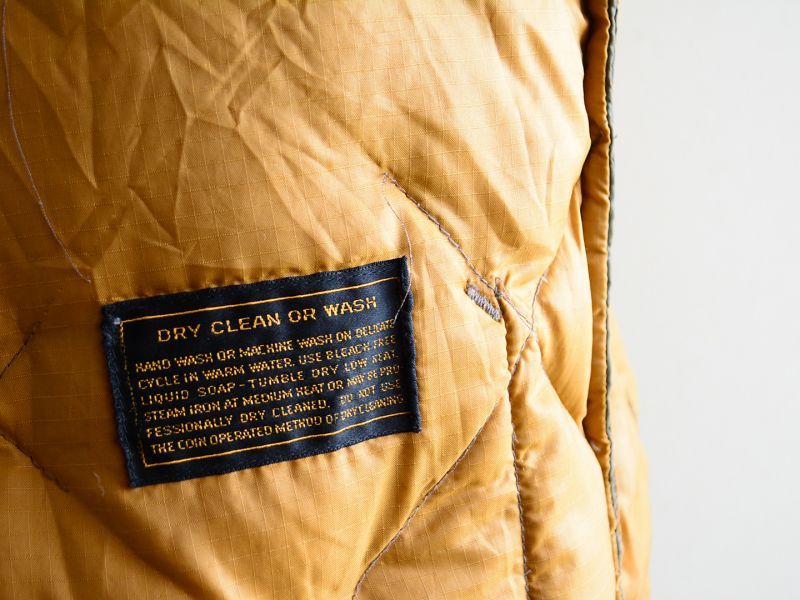 DRY CLEAN OR WASH
HAND WASH OR MACHINE WASH ON DELICATE
CYCLE IN WARM WATER. USE BLEACH FREE
LIQUID SOAP-TUMBLE DRY LOW HEAT.
STEAM IRON AT MEDIUM HEAT OR MAY BE PRO
FESSIONALLY DRY CLEANED. DO NOT USE
THE COIN OPERATED METHOD OF DRY CLEANING